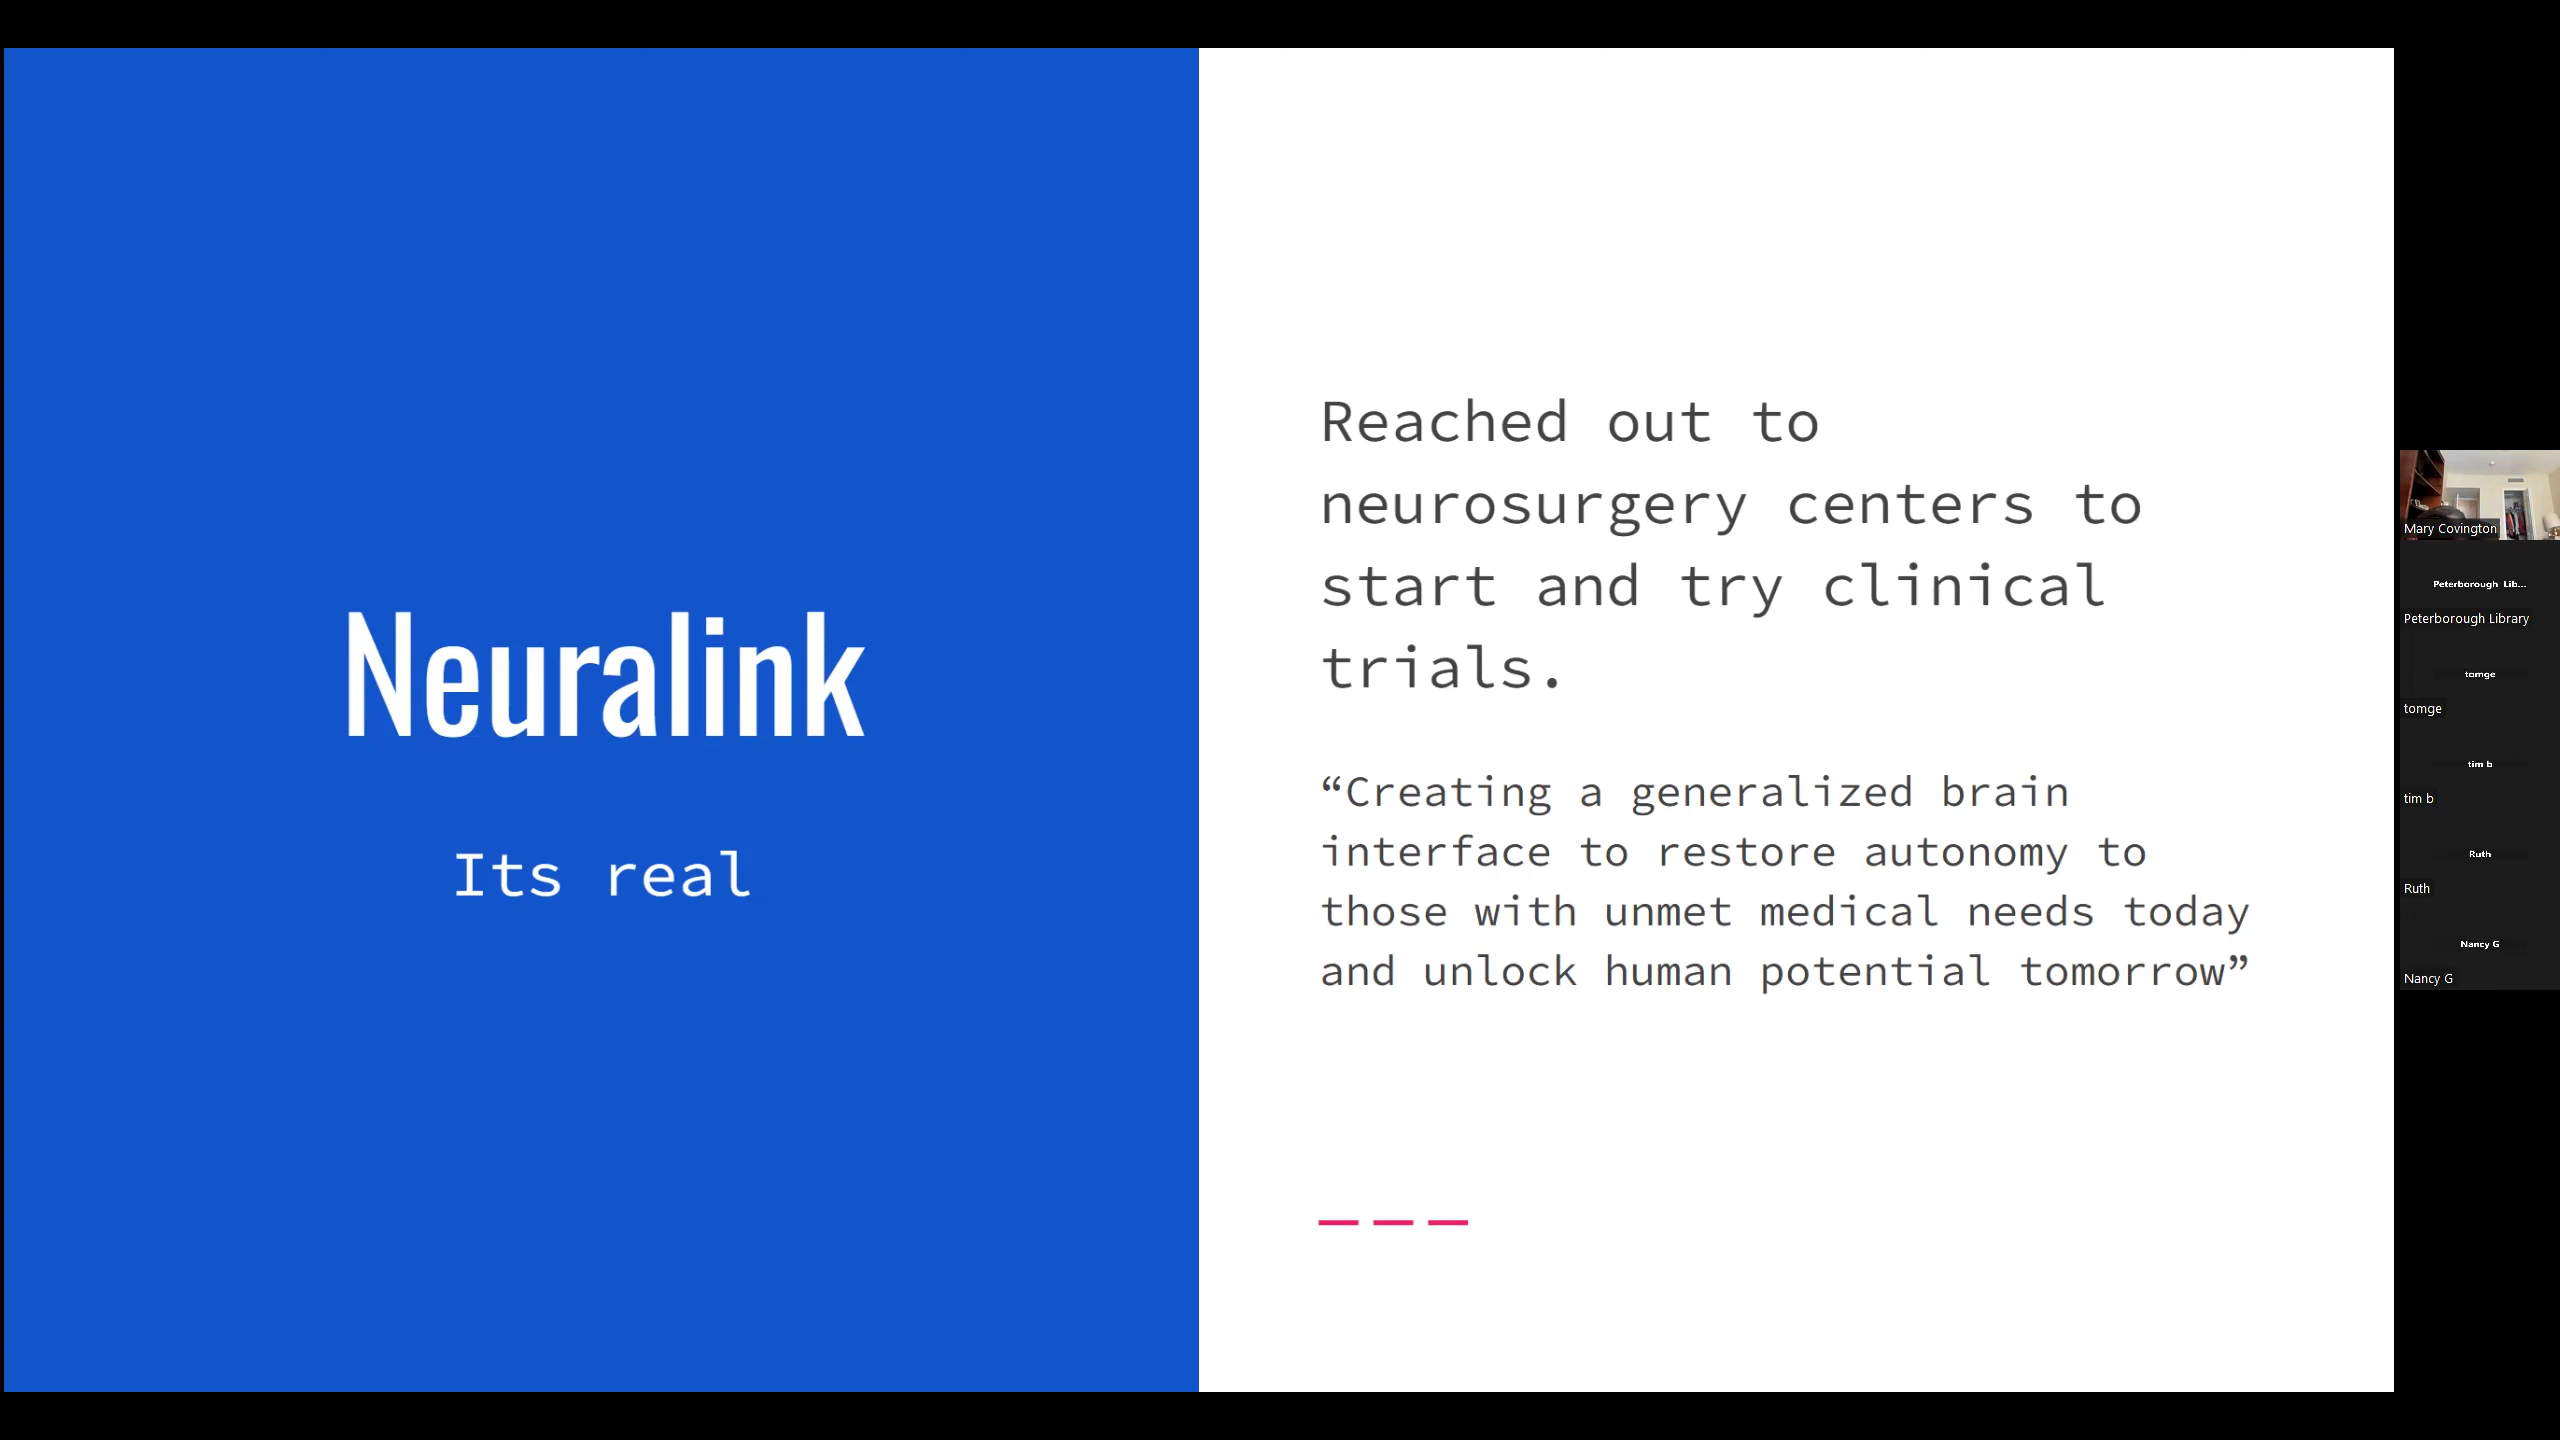 Neuralink
Its real
Reached out to
neurosurgery centers to
start and try clinical
trials.
“Creating a generalized brain
interface to restore autonomy to
those with unmet medical needs today
and unlock human potential tomorrow”
Mary Covington
Peterborough Lib...
Peterborough Library
tomge
tomge
tim b
tim b
Ruth
Ruth
Nancy G
Nancy G